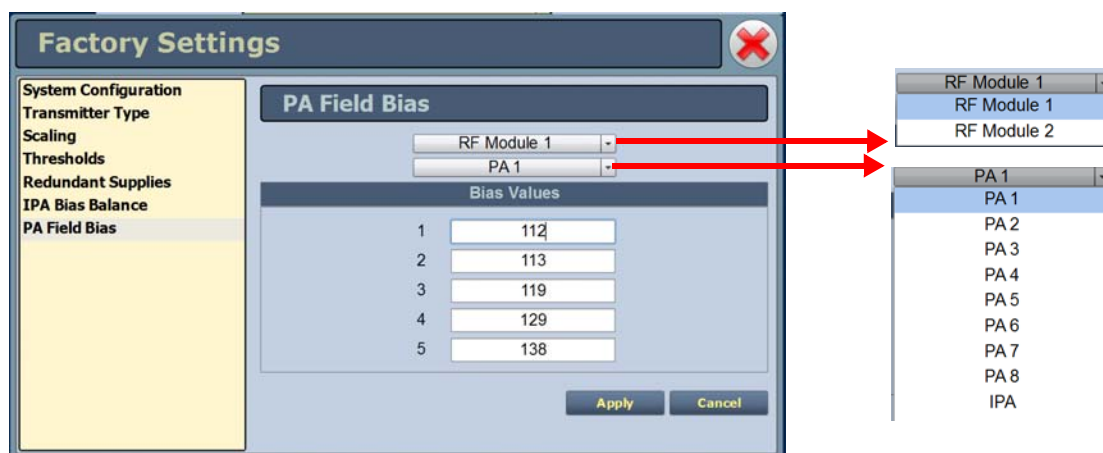 Factory Settings
System Configuration
Transmitter Type
Scaling
Thresholds
Redundant Supplies
IPA Bias Balance
PA Field Bias
PA Field Bias
RF Module 1
PA 1
Bias Values
1 112
2 113
3 119
4 129
5 138
Apply Cancel
RF Module 1
RF Module 1
RF Module 2
PA 1
PA 1
PA 2
PA 3
PA 4
PA 5
PA 6
PA 7
PA 8
IPA